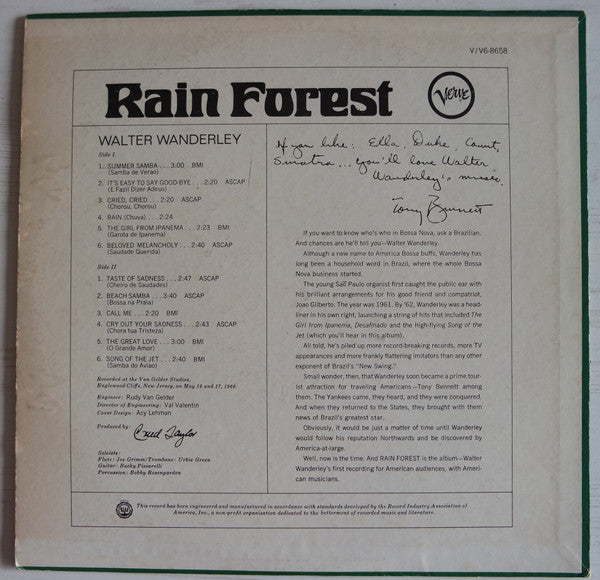 V/V6-8658
Rain Forest
Verve
WALTER WANDERLEY
Side I
1. SUMMER SAMBA . . . 3:00 BMI
(Samba de Verao)
2. IT'S EASY TO SAY GOOD-BYE . . . 2:20 ASCAP
(E Fazil Dizer Adeus)
3. CRIED, CRIED . . . 2:20 ASCAP
(Chorou, Chorou)
4. RAIN (Chuva) . . . 2:24
5. THE GIRL FROM IPANEMA . . . 2:23 BMI
(Garota de Ipanema)
6. BELOVED MELANCHOLY . . . 2:40 ASCAP
(Saudade Querida)
Side II
1. TASTE OF SADNESS . . . 2:47 ASCAP
(Cheiro de Saudades)
2. BEACH SAMBA . . . 3:40 ASCAP
(Bossa na Praia)
3. CALL ME . . . 2:20 BMI
4. CRY OUT YOUR SADNESS . . . 2:43 ASCAP
(Chora tua Tristeza)
5. THE GREAT LOVE . . . 3:00 BMI
(O Grande Amor)
6. SONG OF THE JET . . . 2:40 BMI
(Samba do Aviao)
Recorded at the Van Gelder Studios,
Englewood Cliffs, New Jersey, on May 16 and 17, 1966.
Engineer: Rudy Van Gelder
Director of Engineering: Val Valentin
Cover Design: Acy Lehman
Produced by:
Creed Taylor
Soloists:
Flute: Joe Grimm/Trombone: Urbie Green
Guitar: Bucky Pizzarelli
Percussion: Bobby Rosengarden
If you like: Ella, Duke, Count,
Sinatra... you'll love Walter
Wanderley's music.
Tony Bennett
If you want to know who's who in Bossa Nova, ask a Brazilian.
And chances are he'll tell you—Walter Wanderley.
Although a new name to America Bossa buffs, Wanderley has
long been a household word in Brazil, where the whole Bossa
Nova business started.
The young Saõ Paulo organist first caught the public ear with
his brilliant arrangements for his good friend and compatriot,
Joao Gilberto. The year was 1961. By '62, Wanderley was a head-
liner in his own right, launching a string of hits that included The
Girl from Ipanema, Desafinado and the high-flying Song of the
Jet (which you'll hear in this album).
All told, he's piled up more record-breaking records, more TV
appearances and more frankly flattering imitators than any other
exponent of Brazil's "New Swing."
Small wonder, then, that Wanderley soon became a prime tour-
ist attraction for traveling Americans—Tony Bennett among
them. The Yankees came, they heard, and they were conquered.
And when they returned to the States, they brought with them
news of Brazil's greatest star.
Obviously, it would be just a matter of time until Wanderley
would follow his reputation Northwards and be discovered by
America-at-large.
Well, now is the time. And RAIN FOREST is the album—Walter
Wanderley's first recording for American audiences, with Ameri-
can musicians.
This record has been engineered and manufactured in accordance with standards developed by the Record Industry Association of
America, Inc., a non-profit organization dedicated to the betterment of recorded music and literature.